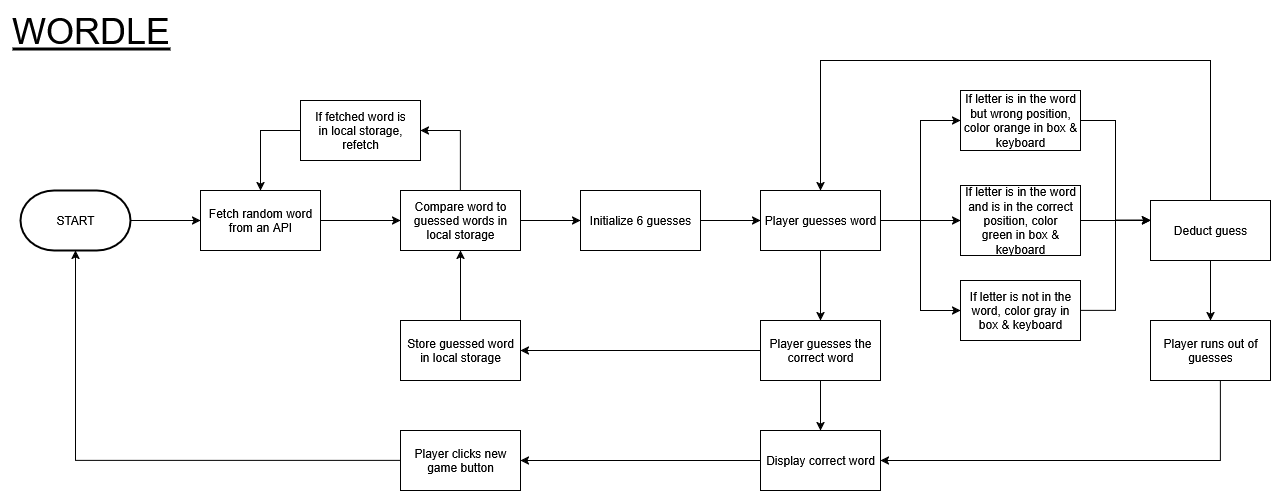 WORDLE
If fetched word is
in local storage,
refetch
If letter is in the word
but wrong position,
color orange in box &
keyboard
START
Fetch random word
from an API
Compare word to
guessed words in
local storage
Initialize 6 guesses
Player guesses word
If letter is in the word
and is in the correct
position, color
green in box &
keyboard
Deduct guess
If letter is not in the
word, color gray in
box & keyboard
Store guessed word
in local storage
Player guesses the
correct word
Player runs out of
guesses
Player clicks new
game button
Display correct word